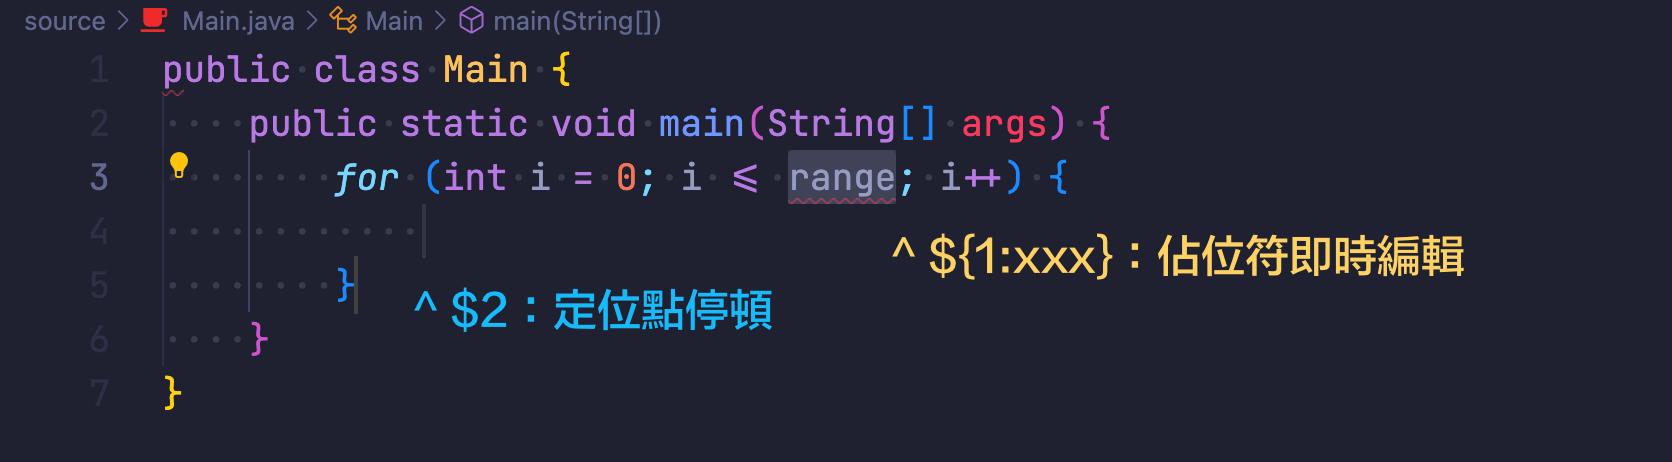 source > Main.java > Main > main(String[])
1 public class Main {
2 public static void main(String[] args) {
3 for (int i = 0; i <= range; i++) {
4
^ ${1:xxx}：佔位符即時編輯
5 }
^ $2：定位點停頓
6 }
7 }